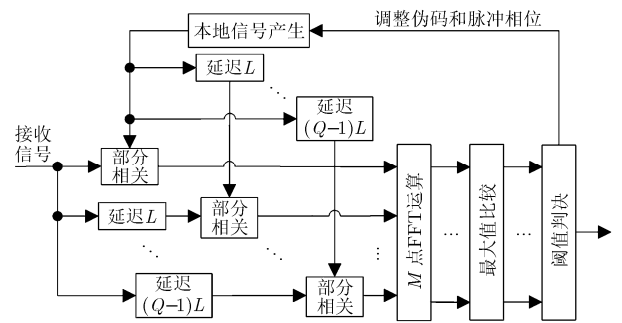 本地信号产生
调整伪码和脉冲相位
延迟L
延迟
(Q−1)L
接收
信号
部分
相关
延迟L
部分
相关
延迟
(Q−1)L
部分
相关
M点FFT运算
最大值比较
阈值判决